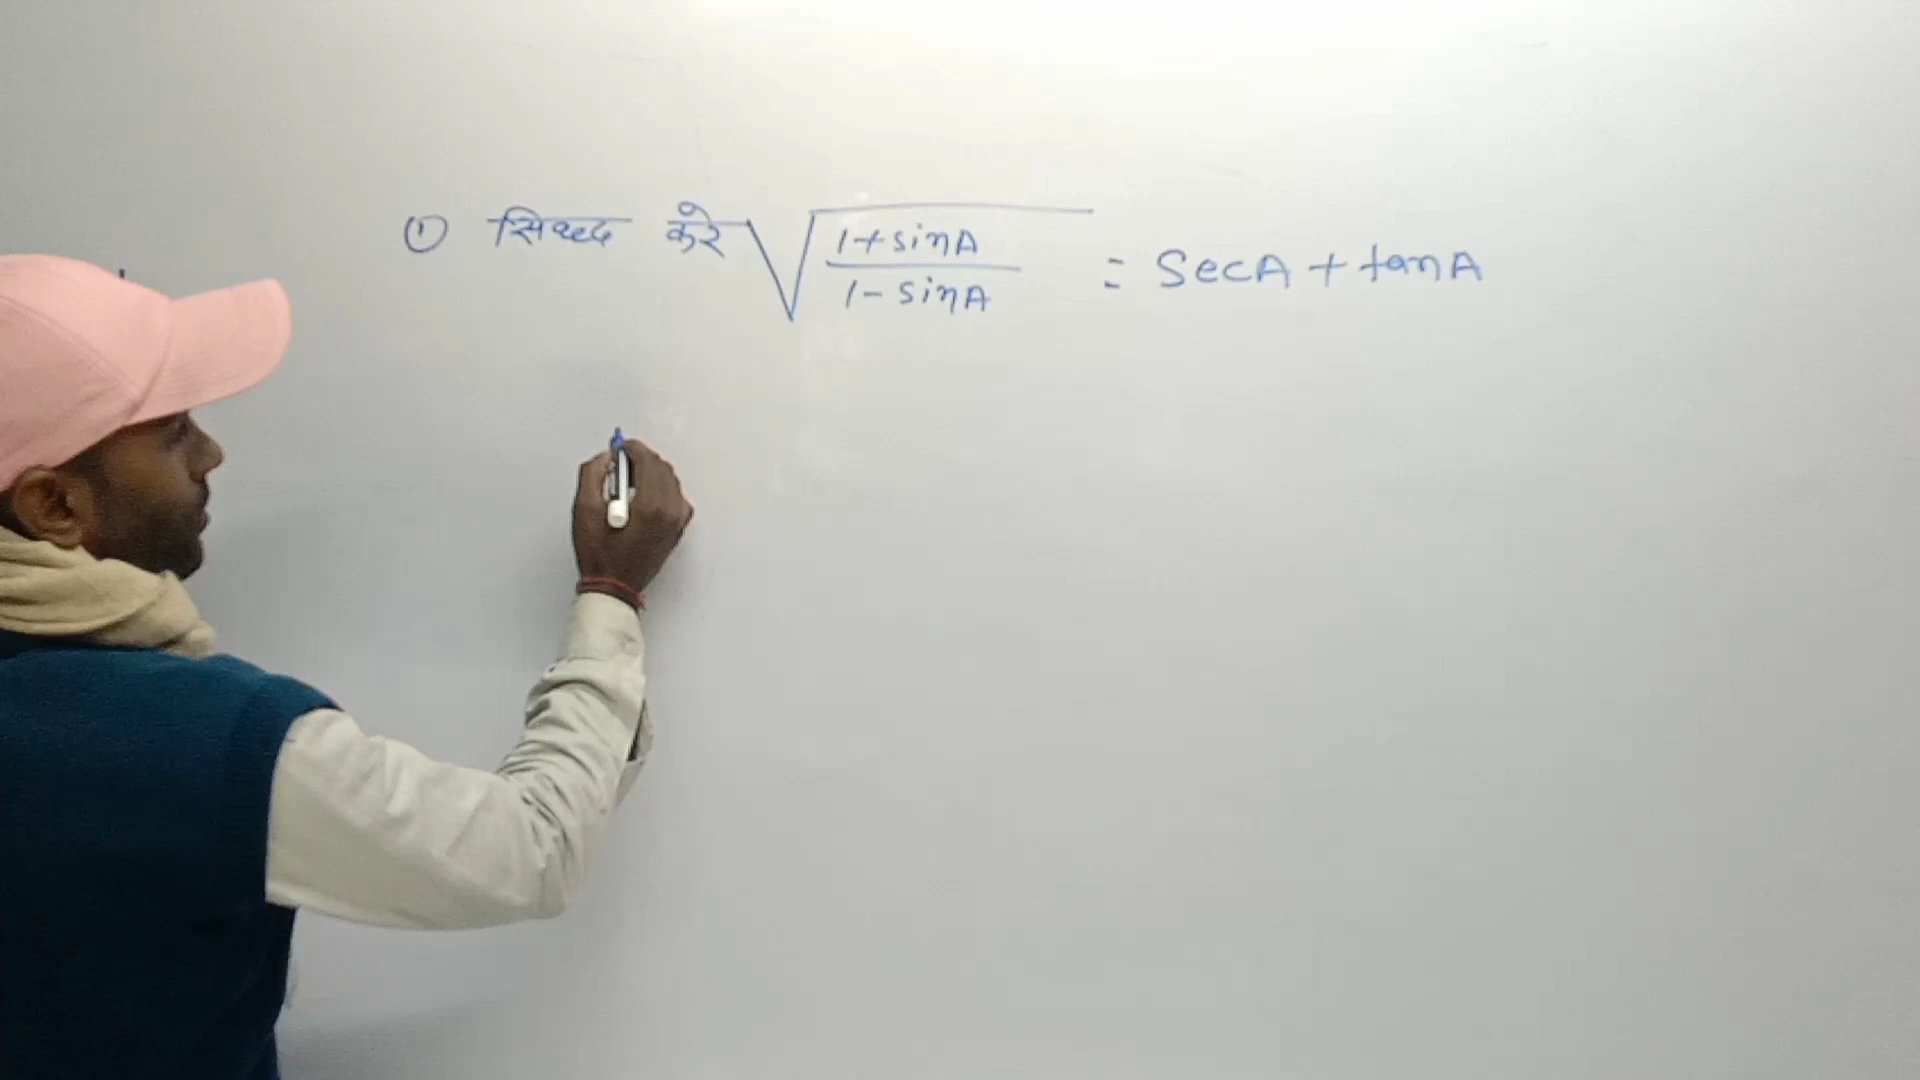 ① सिद्ध करे √(1+sinA / 1-sinA) = SecA + tanA